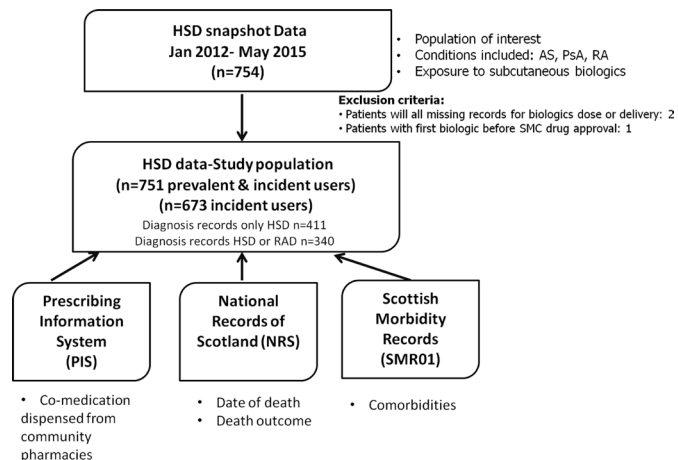 HSD snapshot Data
Jan 2012- May 2015
(n=754)
• Population of interest
• Conditions included: AS, PsA, RA
• Exposure to subcutaneous biologics
Exclusion criteria:
• Patients will all missing records for biologics dose or delivery: 2
• Patients with first biologic before SMC drug approval: 1
HSD data-Study population
(n=751 prevalent & incident users)
(n=673 incident users)
Diagnosis records only HSD n=411
Diagnosis records HSD or RAD n=340
Prescribing
Information
System
(PIS)
National
Records of
Scotland (NRS)
Scottish
Morbidity
Records
(SMR01)
• Co-medication
dispensed from
community
pharmacies
• Date of death
• Death outcome
• Comorbidities